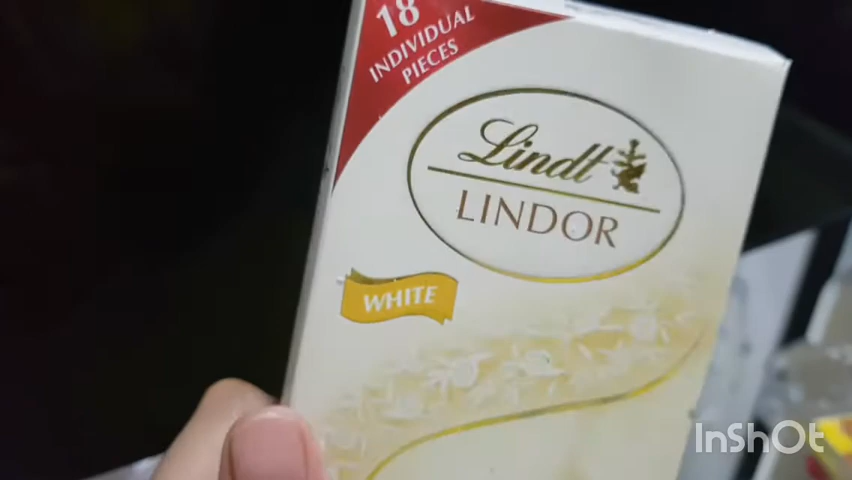 18
INDIVIDUAL
PIECES
Lindt
LINDOR
WHITE
InShOt